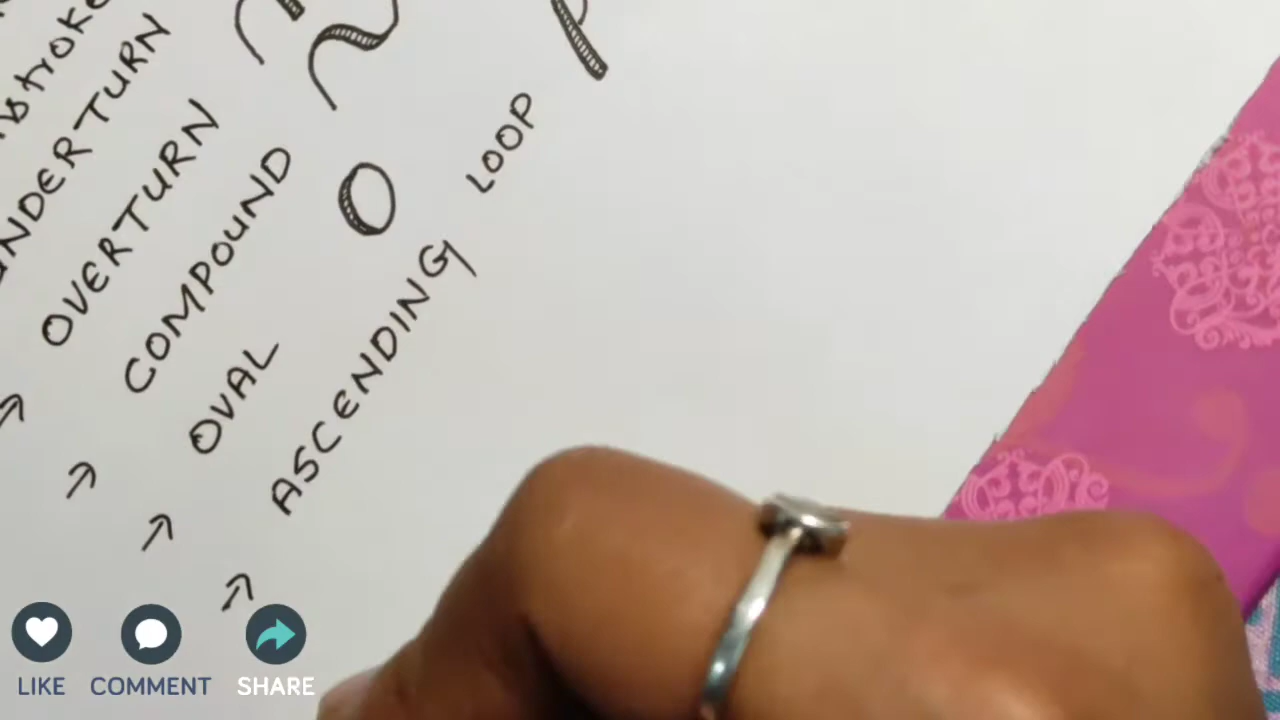 UNDERTURN
OVERTURN
COMPOUND
OVAL
ASCENDING LOOP
LIKE COMMENT SHARE